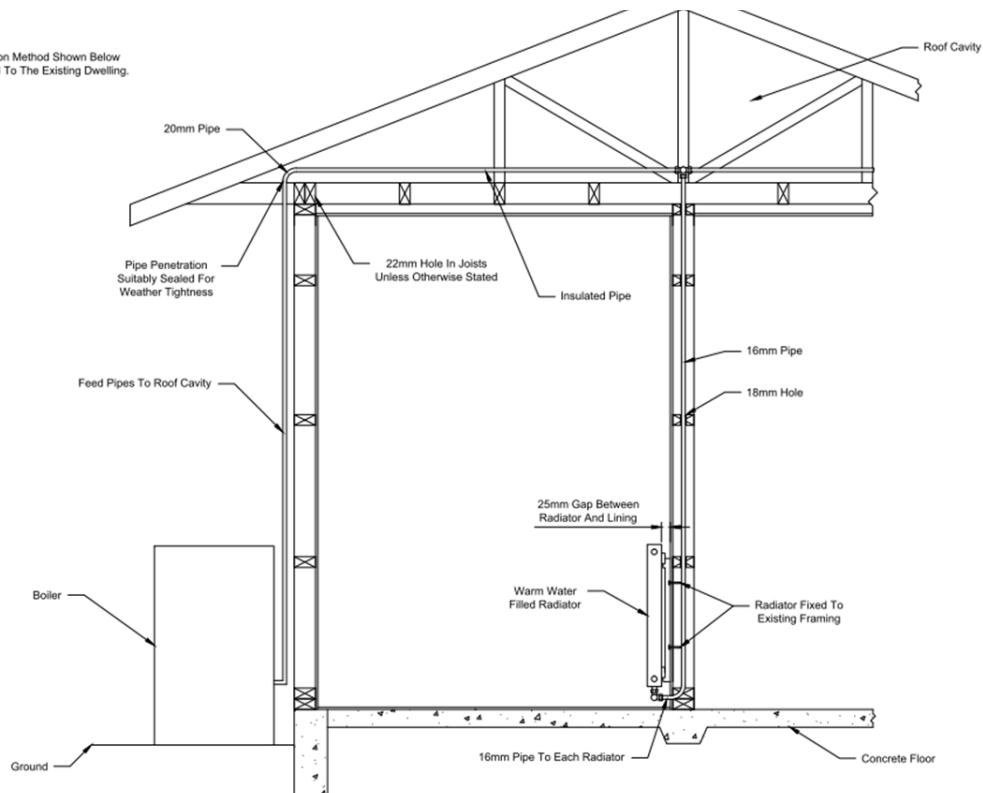 on Method Shown Below
To The Existing Dwelling.
Roof Cavity
20mm Pipe
Pipe Penetration
Suitably Sealed For
Weather Tightness
22mm Hole In Joists
Unless Otherwise Stated
Insulated Pipe
16mm Pipe
Feed Pipes To Roof Cavity
18mm Hole
25mm Gap Between
Radiator And Lining
Boiler
Warm Water
Filled Radiator
Radiator Fixed To
Existing Framing
16mm Pipe To Each Radiator
Concrete Floor
Ground